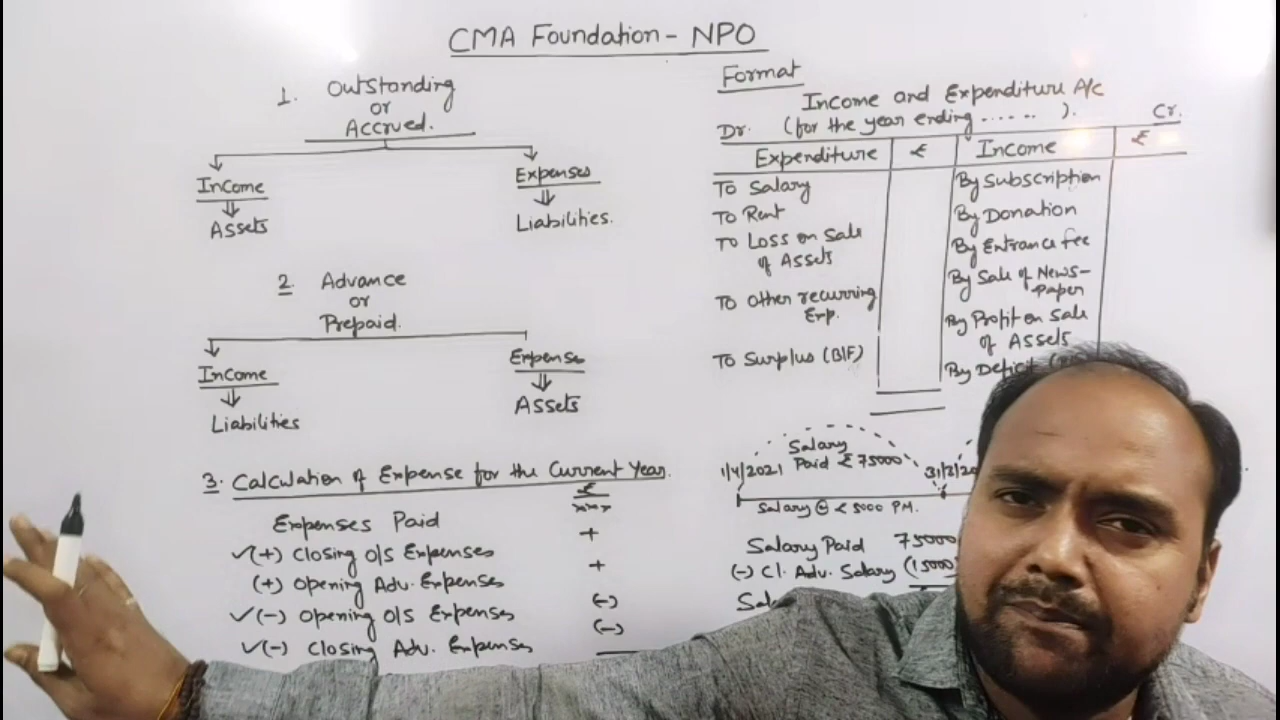 CMA Foundation - NPO
1. Outstanding
or
Accrued.
Income
Expenses
Assets
Liabilities.
2. Advance
or
Prepaid.
Income
Expense
Liabilities
Assets
3. Calculation of Expense for the Current Year.
₹
Expenses Paid
✓(+) Closing o/s Expenses +
(+) Opening Adv. Expenses +
✓(-) Opening o/s Expenses (-)
✓(-) Closing Adv. Expenses (-)
Format
Income and Expenditure A/c
Dr. (for the year ending ......). Cr.
Expenditure ₹ Income ₹
To Salary
To Rent
To Loss on Sale
of Assets
To Other recurring
Exp.
To Surplus (B/F)
By Subscription
By Donation
By Entrance fee
By Sale of News-
Paper
By Profit on Sale
of Assets
By Deficit
Salary
1/4/2021 Paid ₹ 75000
Salary @ ₹ 5000 PM.
Salary Paid 75000
(-) Cl. Adv. Salary (15000)